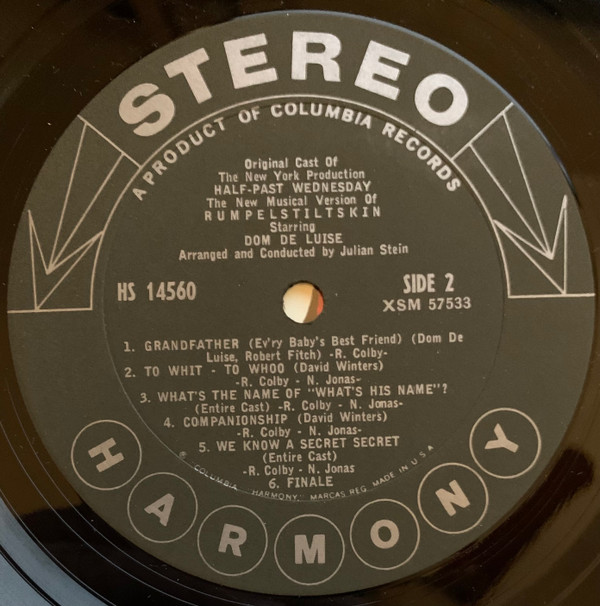 STEREO
A PRODUCT OF COLUMBIA RECORDS
Original Cast Of
The New York Production
HALF-PAST WEDNESDAY
The New Musical Version Of
RUMPELSTILTSKIN
Starring
DOM DE LUISE
Arranged and Conducted by Julian Stein
HS 14560
SIDE 2
XSM 57533
1. GRANDFATHER (Ev'ry Baby's Best Friend) (Dom De
Luise, Robert Fitch) -R. Colby-
2. TO WHIT - TO WHOO (David Winters)
-R. Colby - N. Jonas-
3. WHAT'S THE NAME OF "WHAT'S HIS NAME"?
(Entire Cast) -R. Colby - N. Jonas-
4. COMPANIONSHIP (David Winters)
-R. Colby - N. Jonas-
5. WE KNOW A SECRET SECRET
(Entire Cast)
-R. Colby - N. Jonas
6. FINALE
® "COLUMBIA", "HARMONY," MARCAS REG. MADE IN U S A
HARMONY